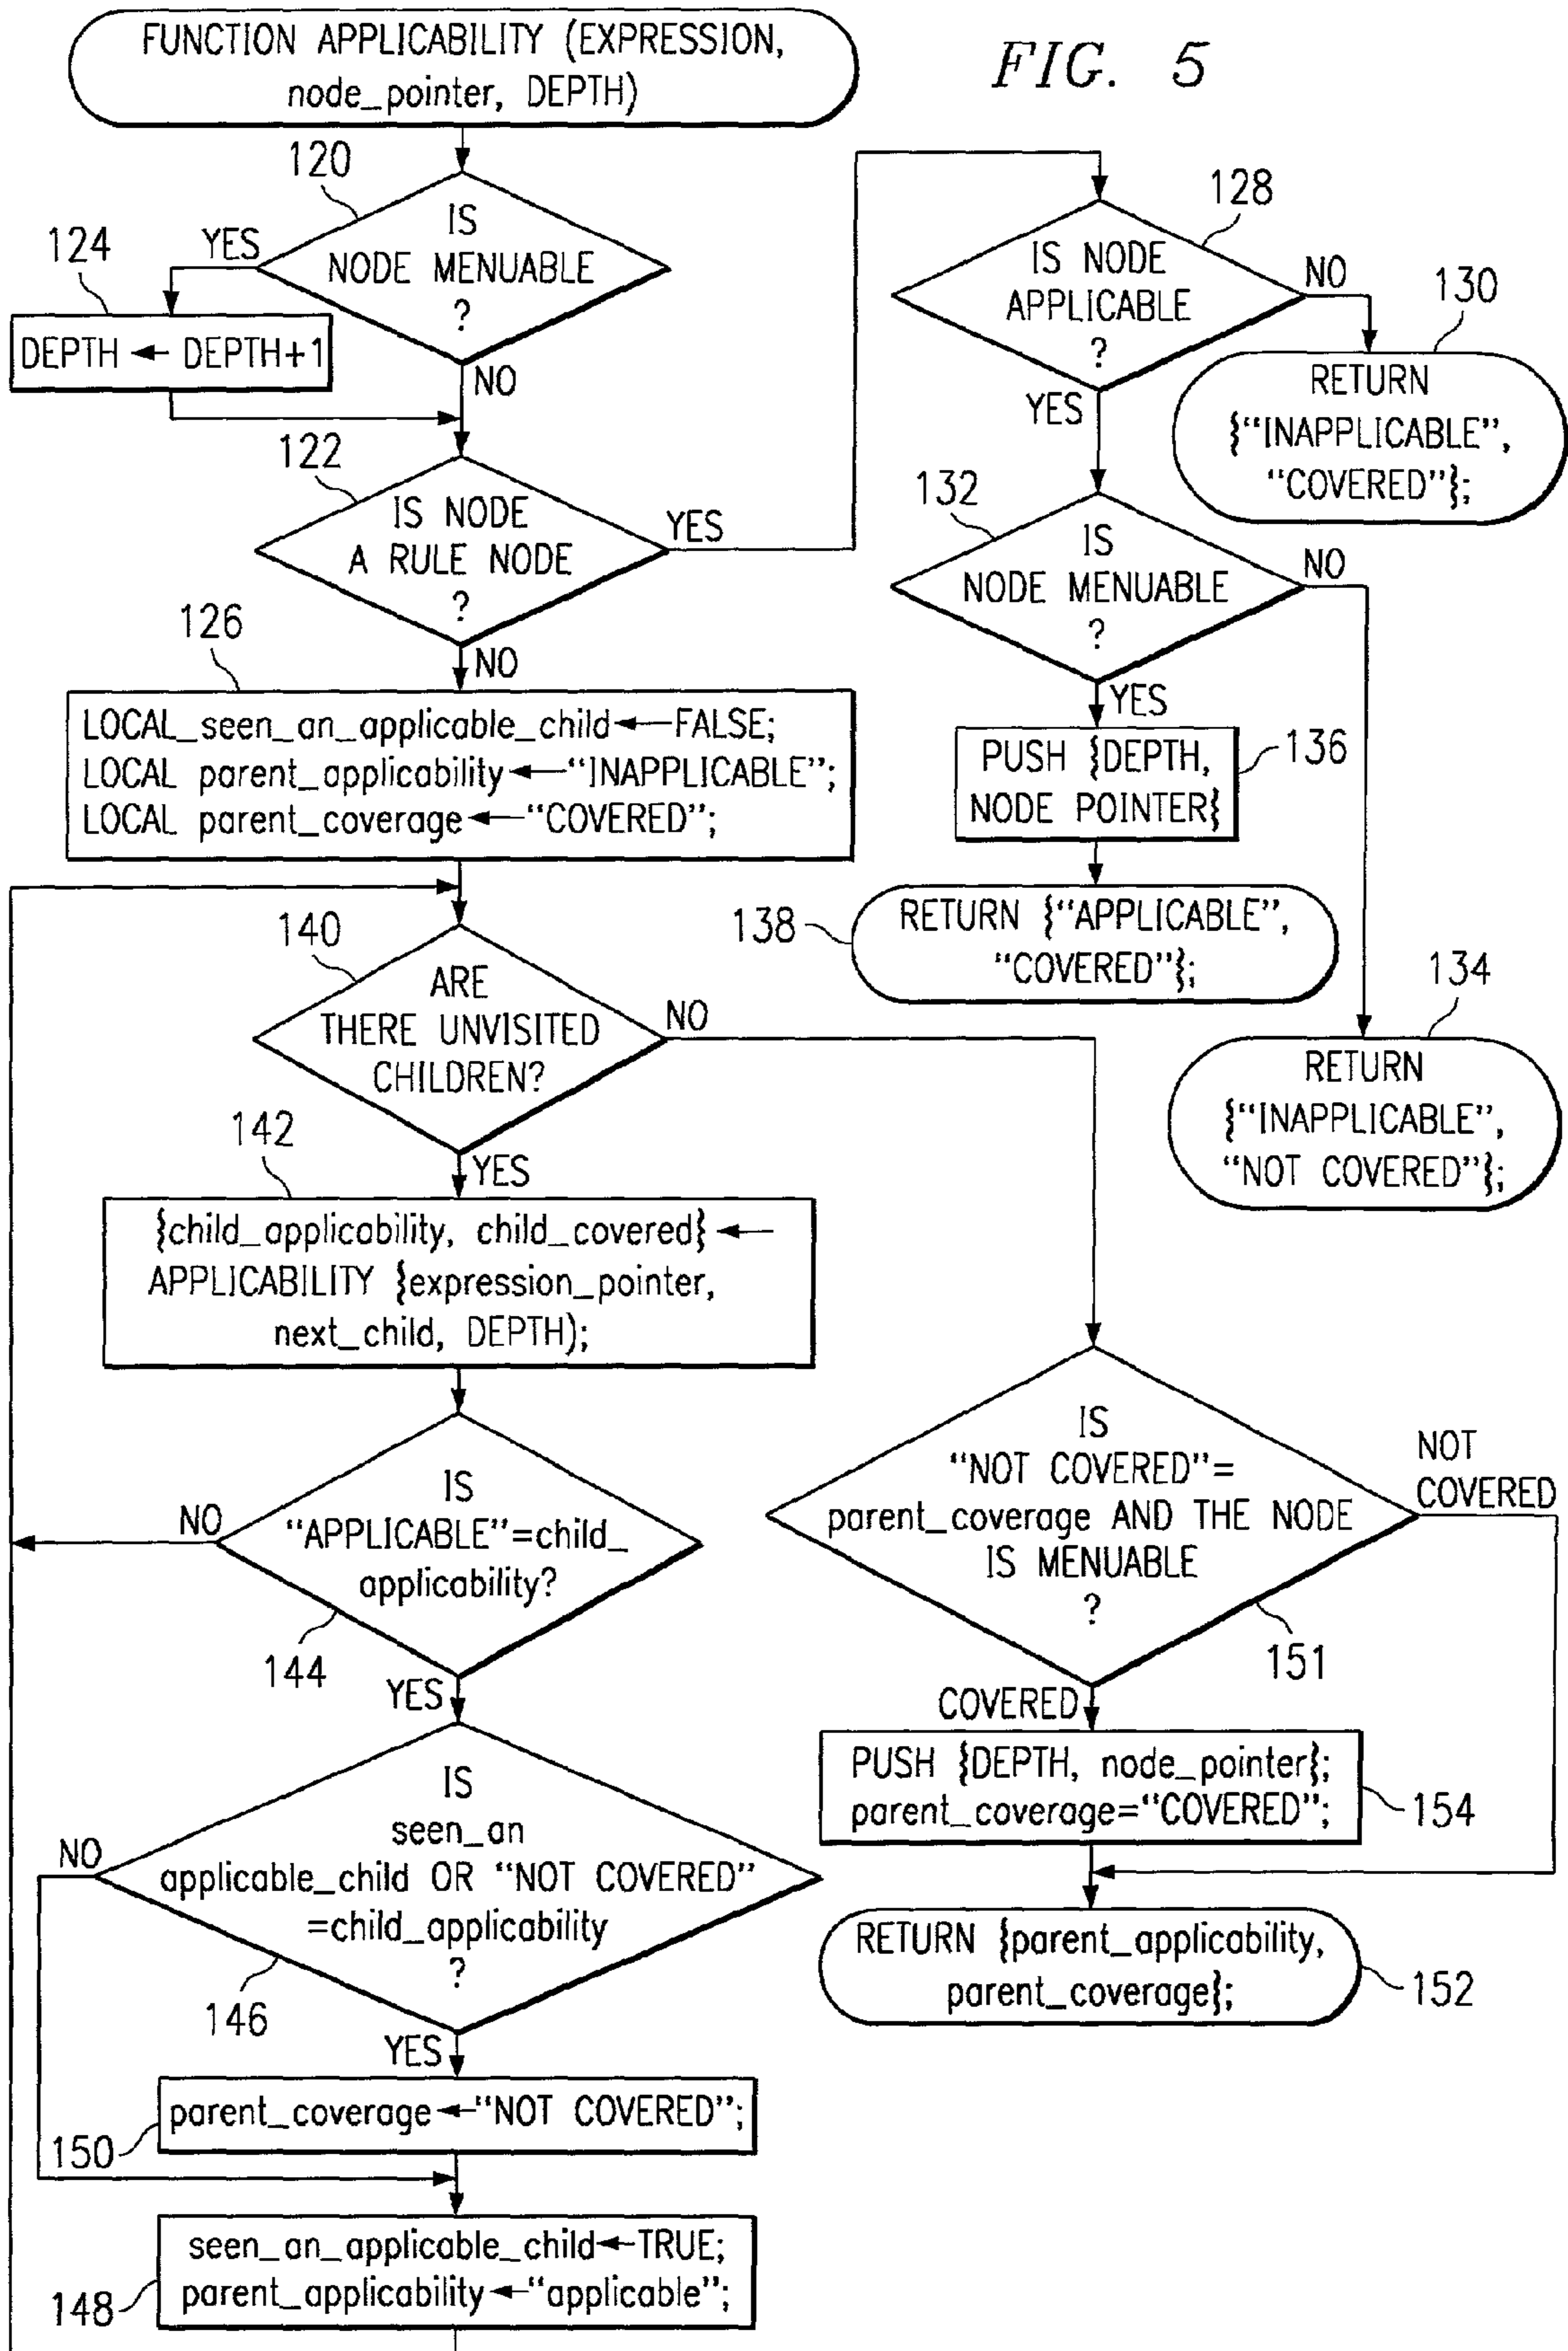 FUNCTION APPLICABILITY (EXPRESSION,
node_pointer, DEPTH)
FIG. 5
120
IS
NODE MENUABLE
?
YES
124
DEPTH ← DEPTH+1
NO
122
IS NODE
A RULE NODE
?
YES
NO
126
LOCAL_seen_an_applicable_child←FALSE;
LOCAL parent_applicability←“INAPPLICABLE”;
LOCAL parent_coverage←“COVERED”;
128
IS NODE
APPLICABLE
?
NO
130
RETURN
{“INAPPLICABLE”,
“COVERED”};
YES
132
IS
NODE MENUABLE
?
NO
YES
PUSH {DEPTH,
NODE POINTER}
136
138
RETURN {“APPLICABLE”,
“COVERED”};
134
RETURN
{“INAPPLICABLE”,
“NOT COVERED”};
140
ARE
THERE UNVISITED
CHILDREN?
NO
YES
142
{child_applicability, child_covered}←
APPLICABILITY {expression_pointer,
next_child, DEPTH);
IS
“APPLICABLE”=child_
applicability?
NO
144
YES
IS
seen_an
applicable_child OR “NOT COVERED”
=child_applicability
?
NO
146
YES
parent_coverage←“NOT COVERED”;
150
seen_an_applicable_child←TRUE;
parent_applicability←“applicable”;
148
IS
“NOT COVERED”=
parent_coverage AND THE NODE
IS MENUABLE
?
NOT
COVERED
151
COVERED
PUSH {DEPTH, node_pointer};
parent_coverage=“COVERED”;
154
RETURN {parent_applicability,
parent_coverage};
152